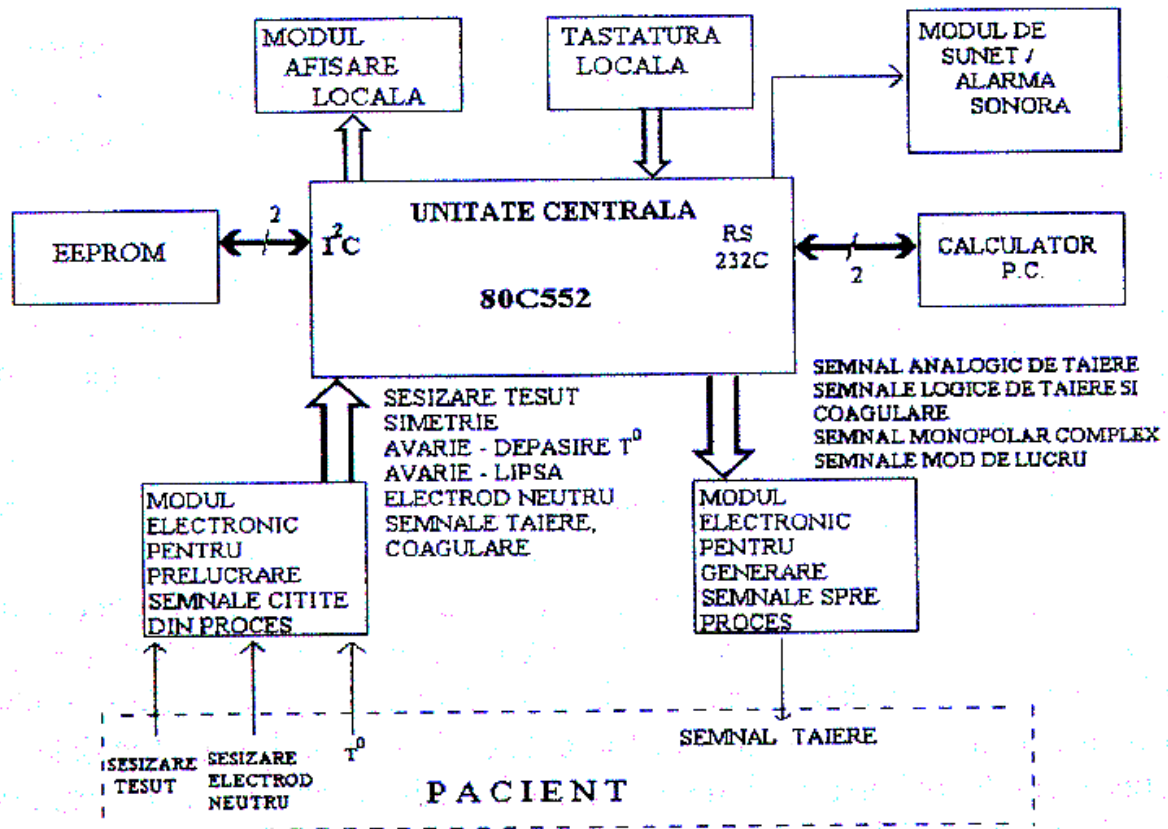 MODUL
AFISARE
LOCALA
TASTATURA
LOCALA
MODUL DE
SUNET /
ALARMA
SONORA
EEPROM
2
I²C
UNITATE CENTRALA
80C552
RS
232C
2
CALCULATOR
P.C.
SESIZARE TESUT
SIMETRIE
AVARIE - DEPASIRE T⁰
AVARIE - LIPSA
ELECTROD NEUTRU
SEMNALE TAIERE,
COAGULARE
SEMNAL ANALOGIC DE TAIERE
SEMNALE LOGICE DE TAIERE SI
COAGULARE
SEMNAL MONOPOLAR COMPLEX
SEMNALE MOD DE LUCRU
MODUL
ELECTRONIC
PENTRU
PRELUCRARE
SEMNALE CITITE
DIN PROCES
MODUL
ELECTRONIC
PENTRU
GENERARE
SEMNALE SPRE
PROCES
SESIZARE
TESUT
SESIZARE
ELECTROD
NEUTRU
T⁰
SEMNAL TAIERE
PACIENT